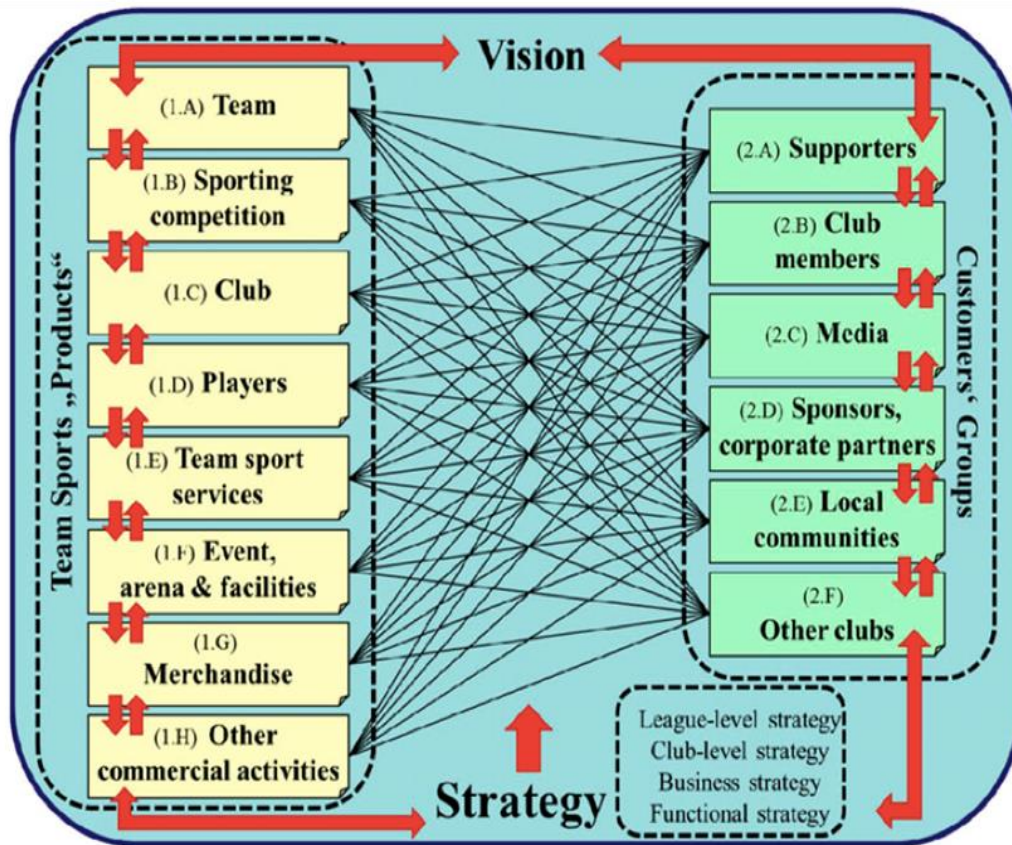 Vision
Team Sports „Products“
(1.A) Team
(1.B) Sporting
competition
(1.C) Club
(1.D) Players
(1.E) Team sport
services
(1.F) Event,
arena & facilities
(1.G)
Merchandise
(1.H) Other
commercial activities
(2.A) Supporters
(2.B) Club
members
(2.C) Media
(2.D) Sponsors,
corporate partners
(2.E) Local
communities
(2.F)
Other clubs
Customers‘ Groups
Strategy
League-level strategy
Club-level strategy
Business strategy
Functional strategy